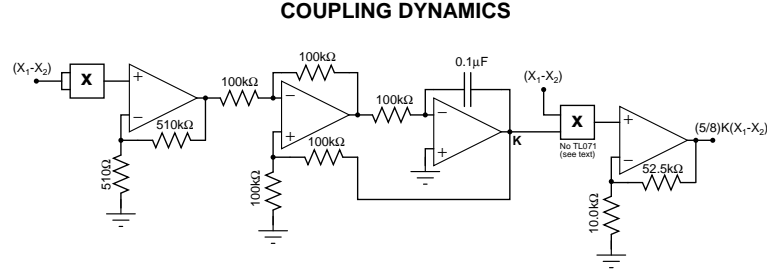 COUPLING DYNAMICS
(X₁-X₂)
X
+
−
510kΩ
510Ω
100kΩ
100kΩ
−
+
100kΩ
100kΩ
100kΩ
0.1μF
−
+
K
(X₁-X₂)
X
No TL071
(see text)
+
−
52.5kΩ
10.0kΩ
(5/8)K(X₁-X₂)